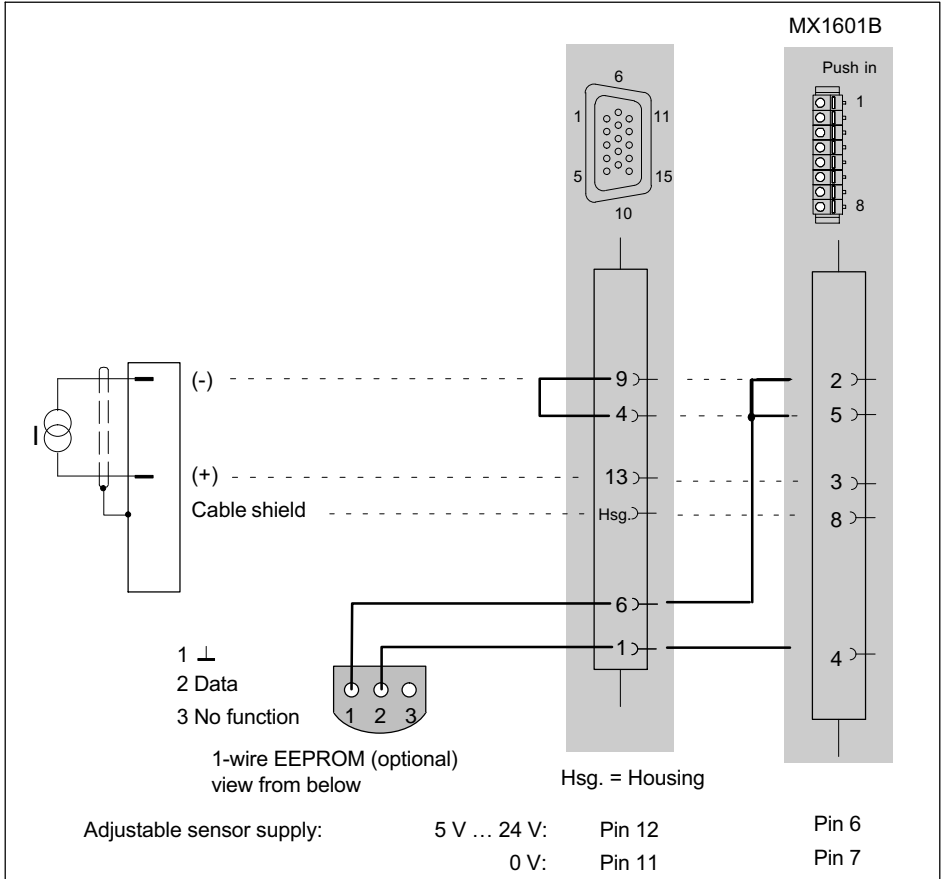 MX1601B
Push in
6
1
11
5
15
10
1
8
(-)
9
2
4
5
I
(+)
13
3
Cable shield
Hsg.
8
6
1
4
1 ⊥
2 Data
3 No function
1 2 3
1-wire EEPROM (optional)
view from below
Hsg. = Housing
Adjustable sensor supply: 5 V … 24 V: Pin 12 Pin 6
0 V: Pin 11 Pin 7